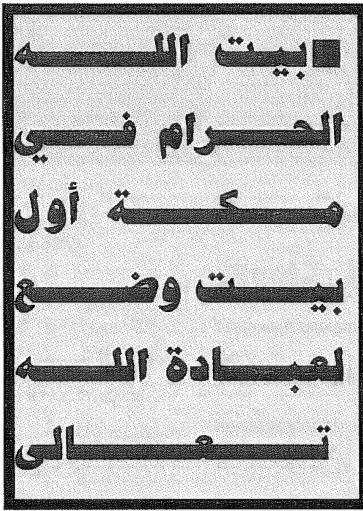 ■ بيت الله
الحرام في
مكة أول
بيت وضع
لعبادة الله
تعالى